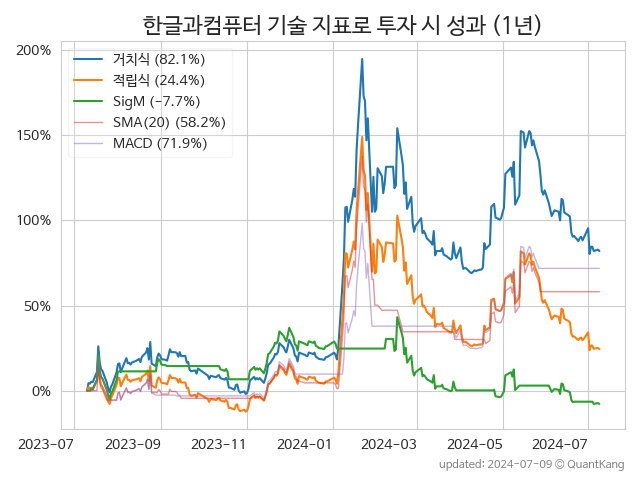 한글과컴퓨터 기술 지표로 투자 시 성과 (1년)
200%
150%
100%
50%
0%
거치식 (82.1%)
적립식 (24.4%)
SigM (-7.7%)
SMA(20) (58.2%)
MACD (71.9%)
2023-07
2023-09
2023-11
2024-01
2024-03
2024-05
2024-07
updated: 2024-07-09 © QuantKang